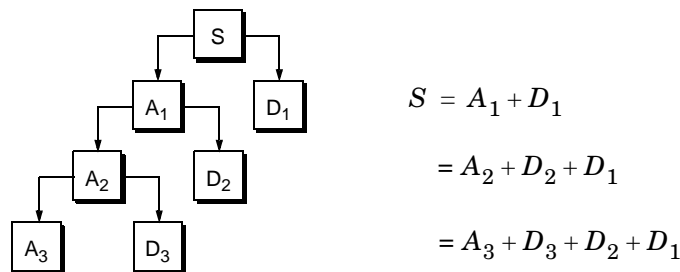 S
A₁ D₁
S = A₁ + D₁
A₂ D₂
= A₂ + D₂ + D₁
A₃ D₃
= A₃ + D₃ + D₂ + D₁